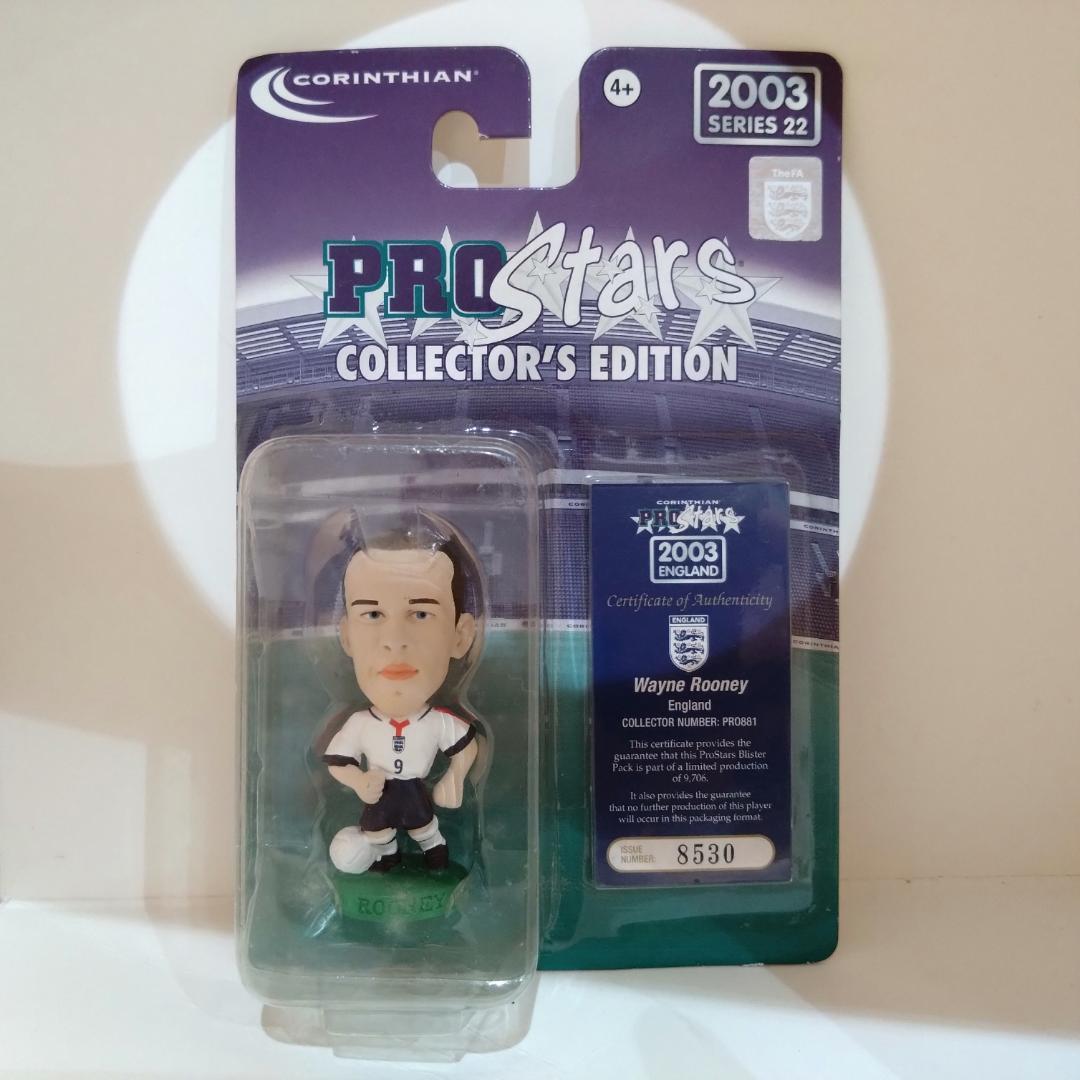 CORINTHIAN
4+
2003
SERIES 22
The FA
PROStars
COLLECTOR'S EDITION
CORINTHIAN
PROStars
2003
ENGLAND
Certificate of Authenticity
ENGLAND
Wayne Rooney
England
COLLECTOR NUMBER: PRO881
This certificate provides the
guarantee that this ProStars Blister
Pack is part of a limited production
of 9,706.
It also provides the guarantee
that no further production of this player
will occur in this packaging format.
ISSUE
NUMBER: 8530
9
ROONEY
CORINTHIAN